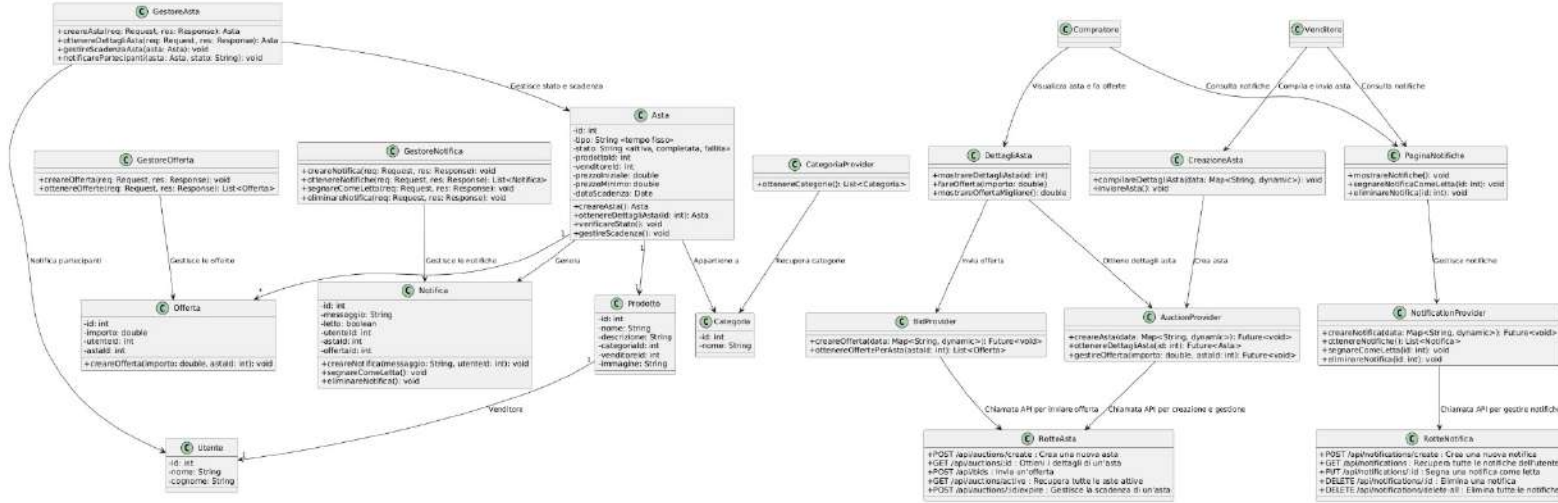 GestoreAsta
+creareAsta(req: Request, res: Response): Asta
+ottenereDettagliAsta(req: Request, res: Response): Asta
+gestireScadenzaAsta(asta: Asta): void
+notificarePartecipanti(asta: Asta, stato: String): void
Compratore
Venditore
Gestisce stato e scadenza
Visualizza asta e fa offerte
Consulta notifiche
Compila e invia asta
Consulta notifiche
Asta
-id: int
-tipo: String «tempo fisso»
-stato: String «attiva, completata, fallita»
-prodottoId: int
-venditoreId: int
-prezzoIniziale: double
-prezzoMinimo: double
-dataScadenza: Date
+creareAsta(): Asta
+ottenereDettagliAsta(id: int): Asta
+verificareStato(): void
+gestireScadenza(): void
GestoreOfferta
+creareOfferta(req: Request, res: Response): void
+ottenereOfferte(req: Request, res: Response): List<Offerta>
GestoreNotifica
+creareNotifica(req: Request, res: Response): void
+ottenereNotifiche(req: Request, res: Response): List<Notifica>
+segnareComeLetta(req: Request, res: Response): void
+eliminareNotifica(req: Request, res: Response): void
CategoriaProvider
+ottenereCategorie(): List<Categoria>
DettagliAsta
+mostrareDettagliAsta(id: int)
+fareOfferta(importo: double)
+mostrareOffertaMigliore(): double
CreazioneAsta
+compilareDettagliAsta(data: Map<String, dynamic>): void
+inviareAsta(): void
PaginaNotifiche
+mostrareNotifiche(): void
+segnareNotificaComeLetta(id: int): void
+eliminareNotifica(id: int): void
1
1
Notifica partecipanti
Gestisce le offerte
Gestisce le notifiche
Genera
Appartiene a
Recupera categorie
Invia offerta
Ottiene dettagli asta
Crea asta
Gestisce notifiche
*
1
Offerta
-id: int
-importo: double
-utenteId: int
-astaId: int
+creareOfferta(importo: double, astaId: int): void
Notifica
-id: int
-messaggio: String
-letto: boolean
-utenteId: int
-astaId: int
-offertaId: int
+creareNotifica(messaggio: String, utenteId: int): void
+segnareComeLetta(): void
+eliminareNotifica(): void
Prodotto
-id: int
-nome: String
-descrizione: String
-categoriaId: int
-venditoreId: int
-immagine: String
Categoria
-id: int
-nome: String
BidProvider
+creareOfferta(data: Map<String, dynamic>): Future<void>
+ottenereOffertePerAsta(astaId: int): List<Offerta>
AuctionProvider
+creareAsta(data: Map<String, dynamic>): Future<void>
+ottenereDettagliAsta(id: int): Future<Asta>
+gestireOfferta(importo: double, astaId: int): Future<void>
NotificationProvider
+creareNotifica(data: Map<String, dynamic>): Future<void>
+ottenereNotifiche(): List<Notifica>
+segnareComeLetta(id: int): void
+eliminareNotifica(id: int): void
1
Venditore
1
Chiamata API per inviare offerta
Chiamata API per creazione e gestione
Chiamata API per gestire notifiche
Utente
-id: int
-nome: String
-cognome: String
RotteAsta
+POST /api/auctions/create : Crea una nuova asta
+GET /api/auctions/:id : Ottieni i dettagli di un'asta
+POST /api/bids : Invia un'offerta
+GET /api/auctions/active : Recupera tutte le aste attive
+POST /api/auctions/:id/expire : Gestisce la scadenza di un'asta
RotteNotifica
+POST /api/notifications/create : Crea una nuova notifica
+GET /api/notifications : Recupera tutte le notifiche dell'utente
+PUT /api/notifications/:id : Segna una notifica come letta
+DELETE /api/notifications/:id : Elimina una notifica
+DELETE /api/notifications/delete-all : Elimina tutte le notifiche